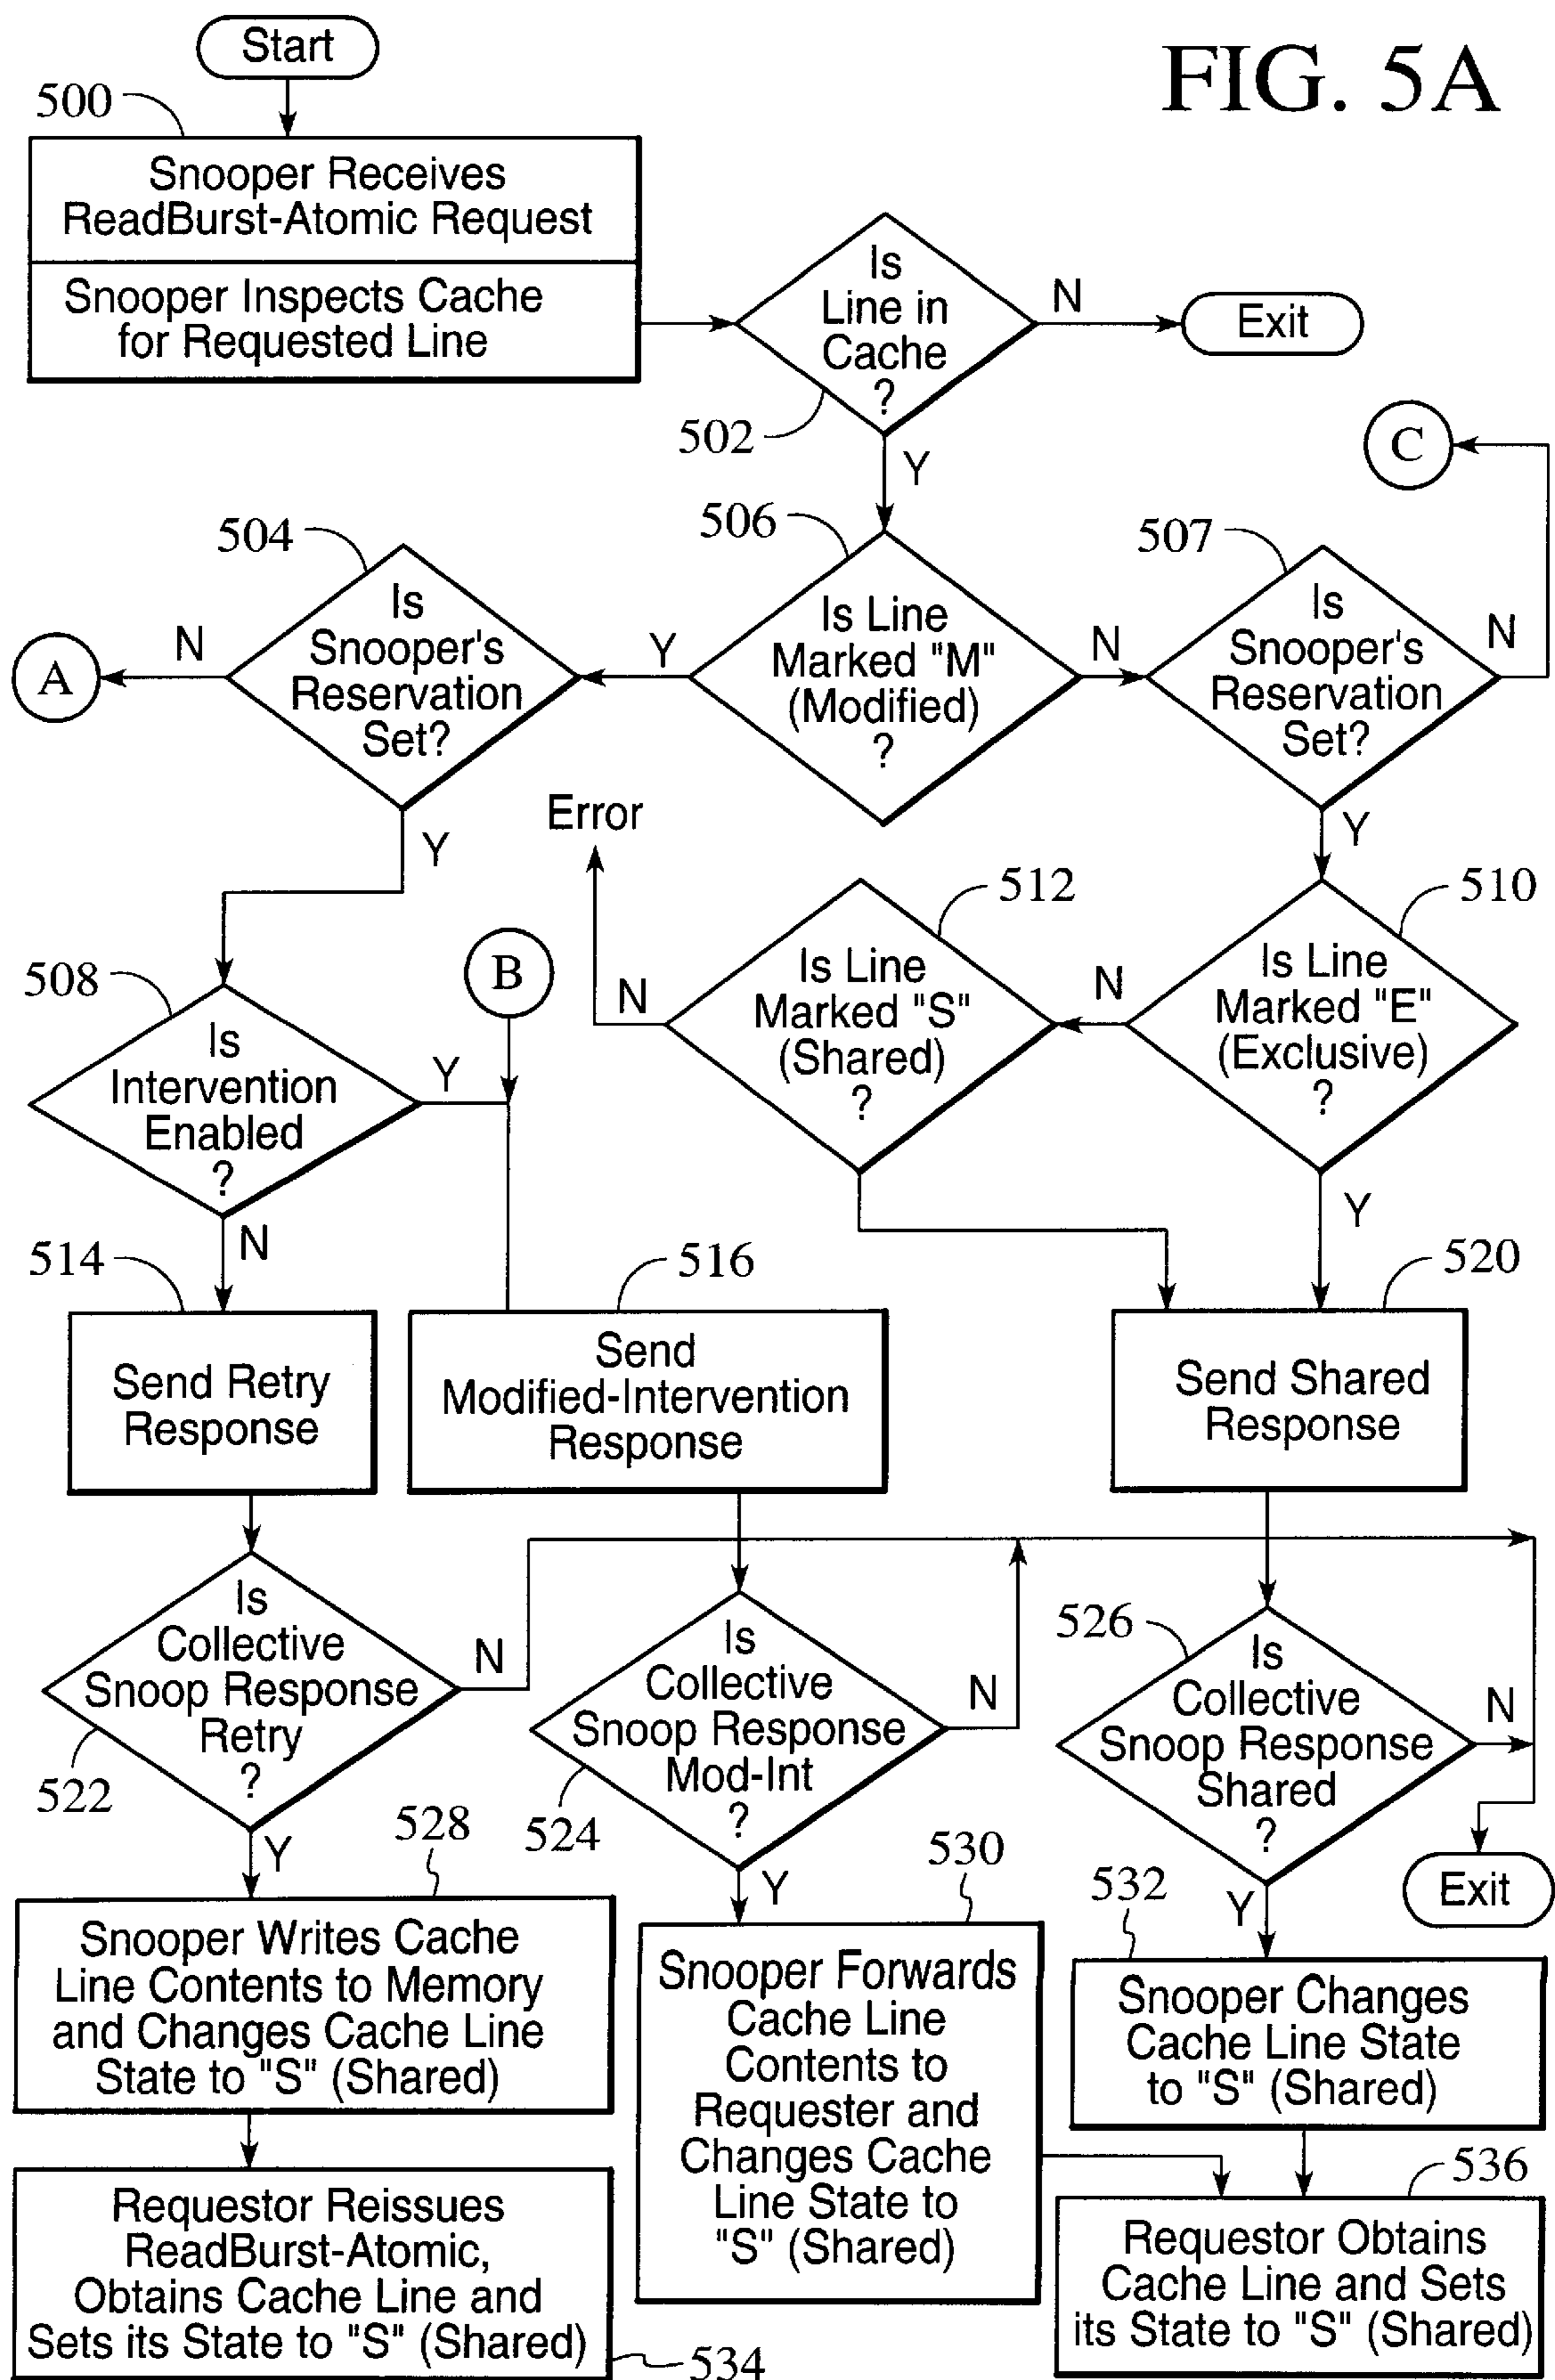 FIG. 5A
Start
500
Snooper Receives
ReadBurst-Atomic Request
Snooper Inspects Cache
for Requested Line
Is
Line in
Cache
?
502
N
Exit
Y
C
504
Is
Snooper's
Reservation
Set?
N
A
Y
506
Is Line
Marked "M"
(Modified)
?
Y
N
507
Is
Snooper's
Reservation
Set?
N
Y
Error
512
Is Line
Marked "S"
(Shared)
?
N
510
Is Line
Marked "E"
(Exclusive)
?
N
Y
508
Is
Intervention
Enabled
?
Y
N
B
514
Send Retry
Response
516
Send
Modified-Intervention
Response
520
Send Shared
Response
Is
Collective
Snoop Response
Retry
?
522
N
Y
Is
Collective
Snoop Response
Mod-Int
?
524
N
Y
526
Is
Collective
Snoop Response
Shared
?
N
Y
Exit
528
Snooper Writes Cache
Line Contents to Memory
and Changes Cache Line
State to "S" (Shared)
530
Snooper Forwards
Cache Line
Contents to
Requester and
Changes Cache
Line State to
"S" (Shared)
532
Snooper Changes
Cache Line State
to "S" (Shared)
Requestor Reissues
ReadBurst-Atomic,
Obtains Cache Line and
Sets its State to "S" (Shared)
534
536
Requestor Obtains
Cache Line and Sets
its State to "S" (Shared)